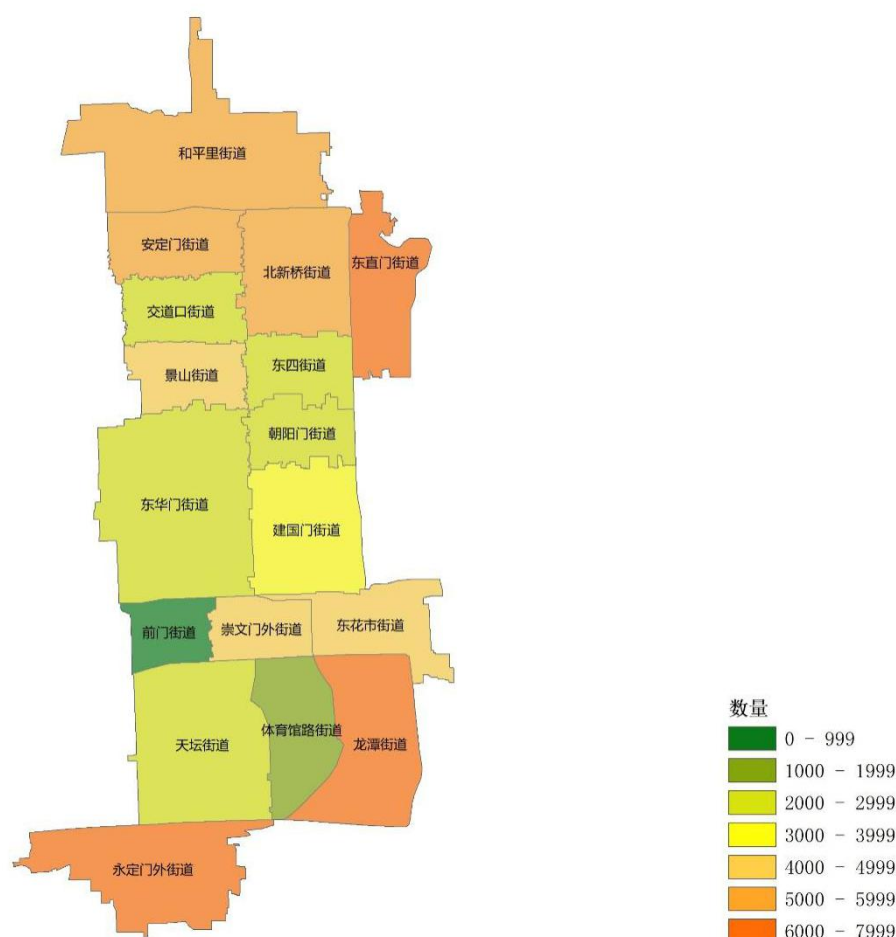 和平里街道
安定门街道
北新桥街道
东直门街道
交道口街道
东四街道
景山街道
朝阳门街道
东华门街道
建国门街道
前门街道
崇文门外街道
东花市街道
天坛街道
体育馆路街道
龙潭街道
永定门外街道
数量
0 - 999
1000 - 1999
2000 - 2999
3000 - 3999
4000 - 4999
5000 - 5999
6000 - 7999